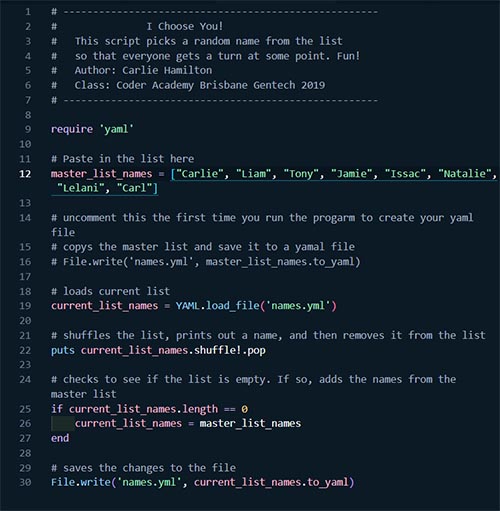 1 # --------------------------------------------------
2 #              I Choose You!
3 #   This script picks a random name from the list
4 #   so that everyone gets a turn at some point. Fun!
5 #   Author: Carlie Hamilton
6 #   Class: Coder Academy Brisbane Gentech 2019
7 # --------------------------------------------------
8
9 require 'yaml'
10
11 # Paste in the list here
12 master_list_names = ["Carlie", "Liam", "Tony", "Jamie", "Issac", "Natalie",
"Lelani", "Carl"]
13
14 # uncomment this the first time you run the progarm to create your yaml
file
15 # copys the master list and save it to a yamal file
16 # File.write('names.yml', master_list_names.to_yaml)
17
18 # loads current list
19 current_list_names = YAML.load_file('names.yml')
20
21 # shuffles the list, prints out a name, and then removes it from the list
22 puts current_list_names.shuffle!.pop
23
24 # checks to see if the list is empty. If so, adds the names from the
master list
25 if current_list_names.length == 0
26     current_list_names = master_list_names
27 end
28
29 # saves the changes to the file
30 File.write('names.yml', current_list_names.to_yaml)